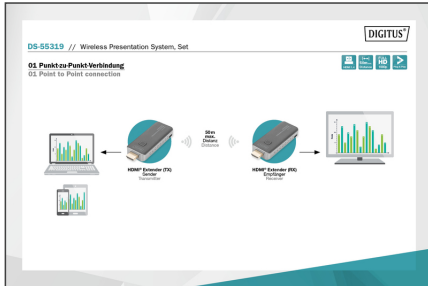 DIGITUS®
DS-55319 // Wireless Presentation System, Set
01 Punkt-zu-Punkt-Verbindung
01 Point to Point connection
50 m
max.
Distanz
Distance
HDMI® Extender (TX)
Sender
Transmitter
HDMI® Extender (RX)
Empfänger
Receiver